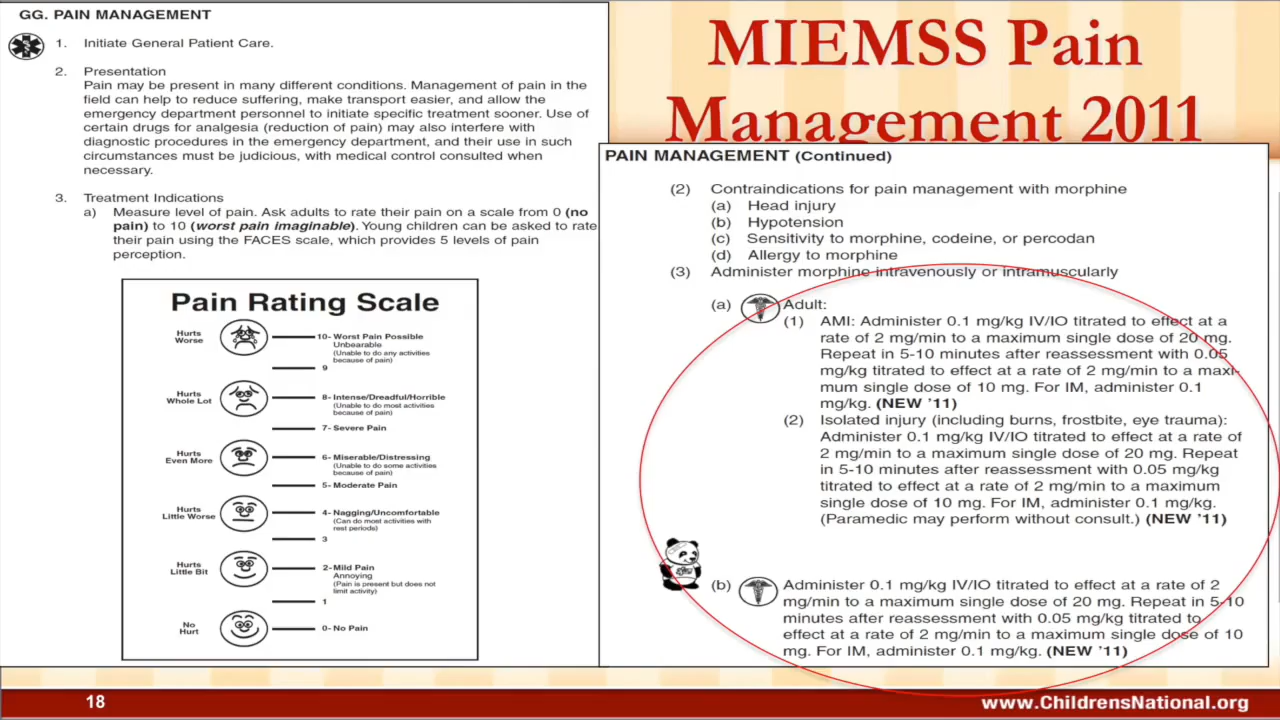 GG. PAIN MANAGEMENT
1. Initiate General Patient Care.
2. Presentation
Pain may be present in many different conditions. Management of pain in the
field can help to reduce suffering, make transport easier, and allow the
emergency department personnel to initiate specific treatment sooner. Use of
certain drugs for analgesia (reduction of pain) may also interfere with
diagnostic procedures in the emergency department, and their use in such
circumstances must be judicious, with medical control consulted when
necessary.
3. Treatment Indications
a) Measure level of pain. Ask adults to rate their pain on a scale from 0 (no
pain) to 10 (worst pain imaginable). Young children can be asked to rate
their pain using the FACES scale, which provides 5 levels of pain
perception.
Pain Rating Scale
Hurts
Worse
10- Worst Pain Possible
Unbearable
(Unable to do any activities
because of pain)
9
Hurts
Whole Lot
8- Intense/Dreadful/Horrible
(Unable to do most activities
because of pain)
7- Severe Pain
Hurts
Even More
6- Miserable/Distressing
(Unable to do some activities
because of pain)
5- Moderate Pain
Hurts
Little Worse
4- Nagging/Uncomfortable
(Can do most activities with
rest periods)
3
Hurts
Little Bit
2- Mild Pain
Annoying
(Pain is present but does not
limit activity)
1
No
Hurt
0- No Pain
MIEMSS Pain
Management 2011
PAIN MANAGEMENT (Continued)
(2) Contraindications for pain management with morphine
(a) Head injury
(b) Hypotension
(c) Sensitivity to morphine, codeine, or percodan
(d) Allergy to morphine
(3) Administer morphine intravenously or intramuscularly
(a) Adult:
(1) AMI: Administer 0.1 mg/kg IV/IO titrated to effect at a
rate of 2 mg/min to a maximum single dose of 20 mg.
Repeat in 5-10 minutes after reassessment with 0.05
mg/kg titrated to effect at a rate of 2 mg/min to a maxi-
mum single dose of 10 mg. For IM, administer 0.1
mg/kg. (NEW ’11)
(2) Isolated injury (including burns, frostbite, eye trauma):
Administer 0.1 mg/kg IV/IO titrated to effect at a rate of
2 mg/min to a maximum single dose of 20 mg. Repeat
in 5-10 minutes after reassessment with 0.05 mg/kg
titrated to effect at a rate of 2 mg/min to a maximum
single dose of 10 mg. For IM, administer 0.1 mg/kg.
(Paramedic may perform without consult.) (NEW ’11)
(b) Administer 0.1 mg/kg IV/IO titrated to effect at a rate of 2
mg/min to a maximum single dose of 20 mg. Repeat in 5-10
minutes after reassessment with 0.05 mg/kg titrated to
effect at a rate of 2 mg/min to a maximum single dose of 10
mg. For IM, administer 0.1 mg/kg. (NEW ’11)
18
www.ChildrensNational.org